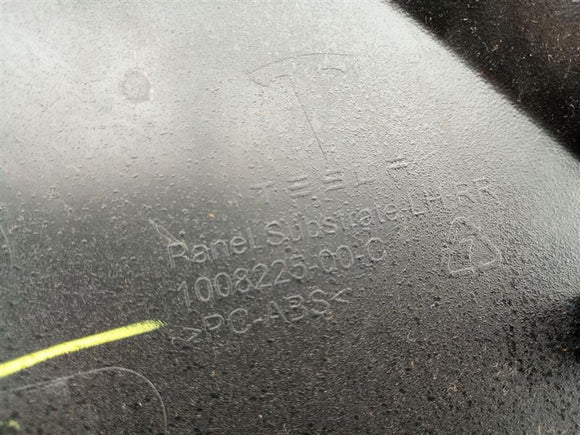 TESLA
Panel, Substrate, LH RR
1008225-00-C
>PC-ABS<